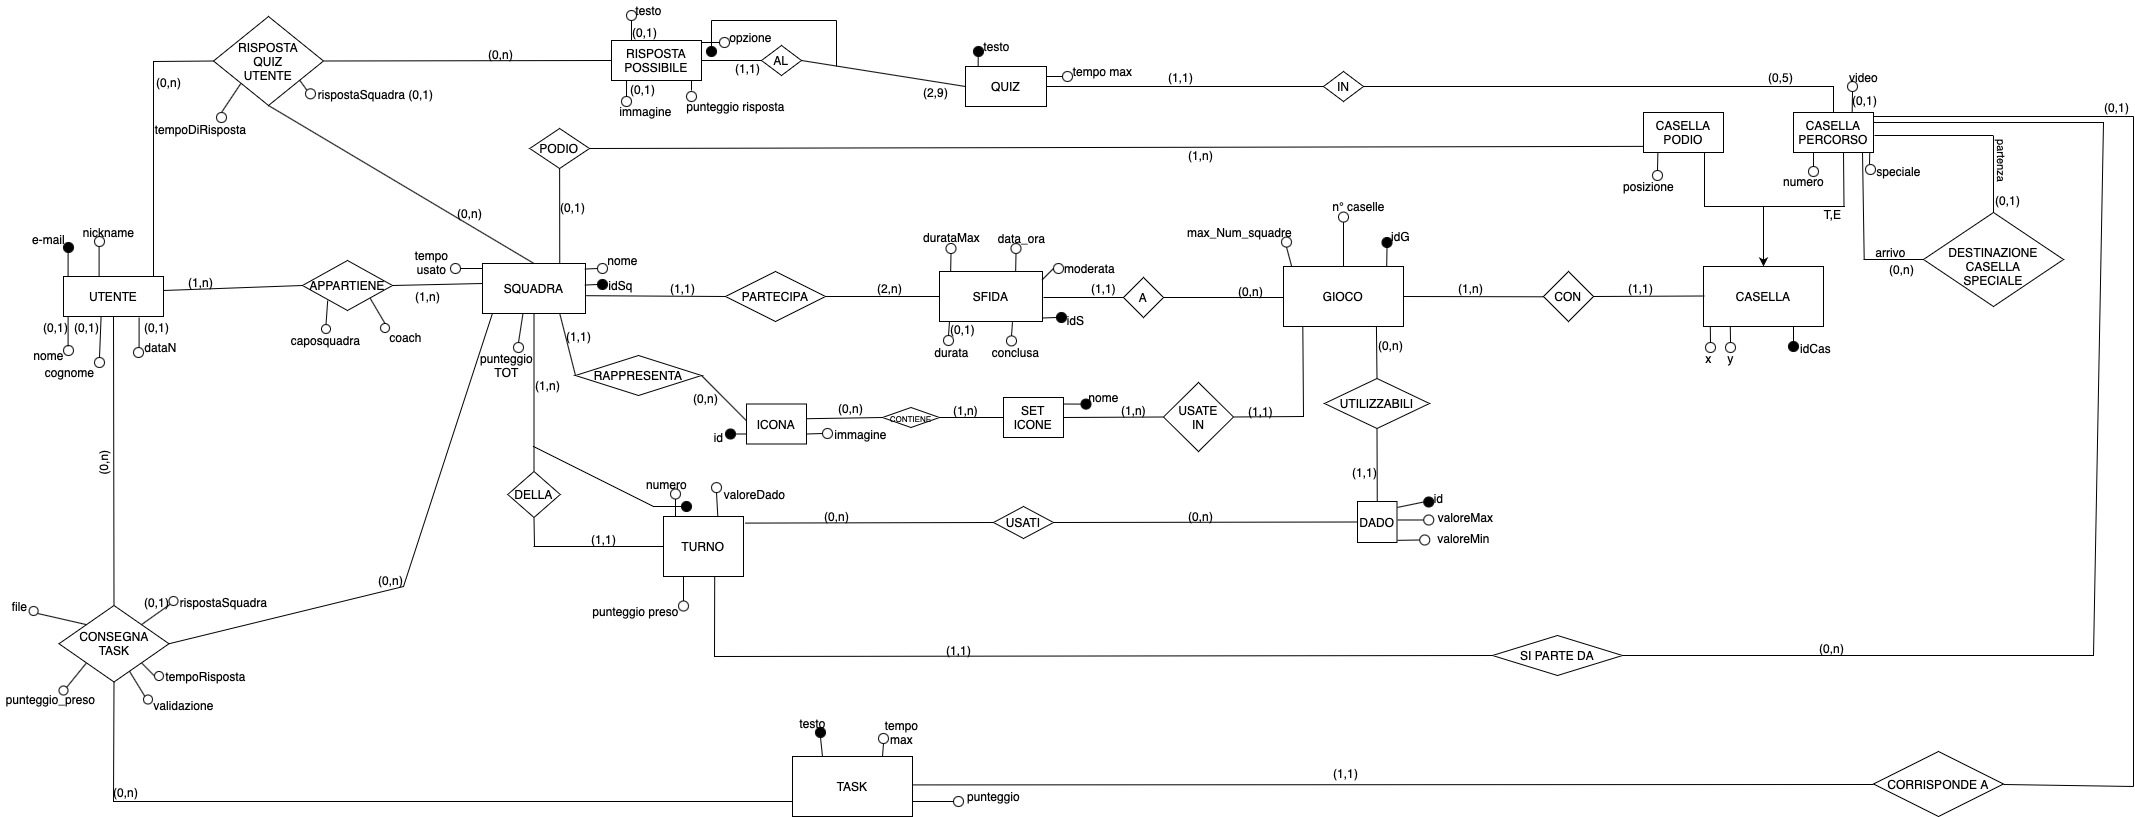 testo
(0,1)
opzione
RISPOSTA
QUIZ
UTENTE
(0,n)
(0,n)
RISPOSTA
POSSIBILE
AL
(1,1)
(0,1)
immagine
punteggio risposta
rispostaSquadra (0,1)
tempoDiRisposta
testo
tempo max
QUIZ
(2,9)
(1,1)
IN
(0,5)
video
(0,1)
(0,1)
CASELLA
PODIO
CASELLA
PERCORSO
posizione
numero
speciale
partenza
PODIO
(1,n)
(0,1)
(0,n)
T,E
(0,1)
arrivo
(0,n)
DESTINAZIONE
CASELLA
SPECIALE
e-mail
nickname
UTENTE
(1,n)
APPARTIENE
(1,n)
caposquadra
coach
(0,1)
(0,1)
(0,1)
nome
cognome
dataN
tempo
usato
nome
idSq
SQUADRA
(1,1)
PARTECIPA
(2,n)
punteggio
TOT
(1,1)
(1,n)
durataMax
data_ora
moderata
SFIDA
idS
(0,1)
durata
conclusa
(1,1)
A
(0,n)
max_Num_squadre
n° caselle
idG
GIOCO
(1,n)
CON
(1,1)
CASELLA
x
y
idCas
RAPPRESENTA
(0,n)
ICONA
id
immagine
(0,n)
CONTIENE
(1,n)
SET
ICONE
nome
(1,n)
USATE
IN
(1,1)
(0,n)
UTILIZZABILI
(1,1)
DADO
id
valoreMax
valoreMin
DELLA
(1,1)
numero
valoreDado
TURNO
(0,n)
USATI
(0,n)
punteggio preso
(1,1)
SI PARTE DA
(0,n)
(0,n)
(0,n)
file
(0,1)
rispostaSquadra
CONSEGNA
TASK
tempoRisposta
punteggio_preso
validazione
(0,n)
testo
tempo
max
TASK
punteggio
(1,1)
CORRISPONDE A